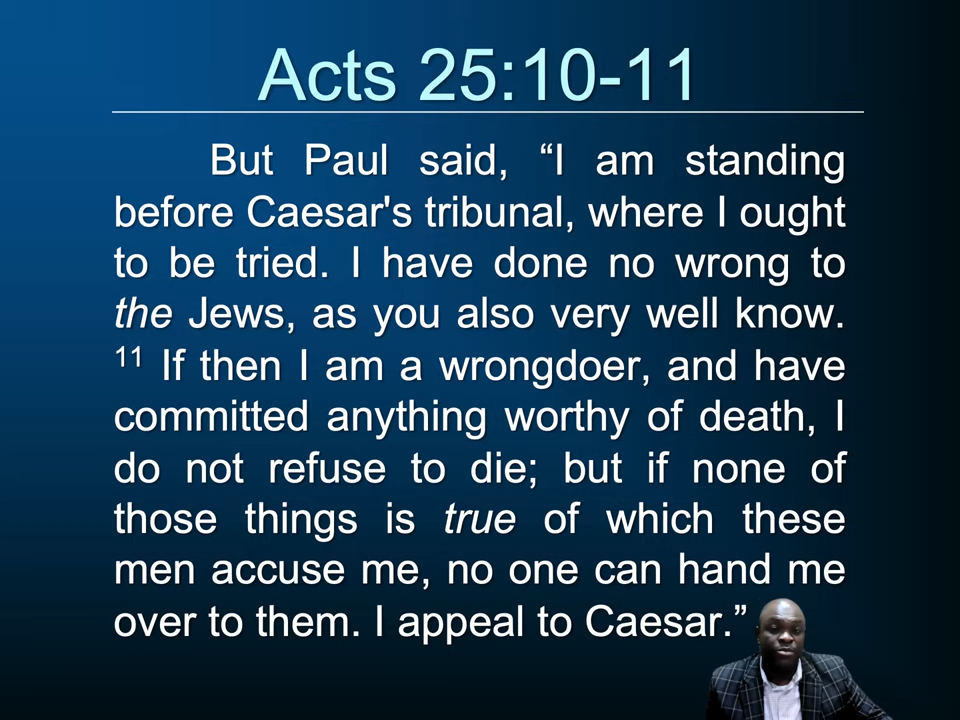 Acts 25:10-11
But Paul said, “I am standing
before Caesar's tribunal, where I ought
to be tried. I have done no wrong to
the Jews, as you also very well know.
11 If then I am a wrongdoer, and have
committed anything worthy of death, I
do not refuse to die; but if none of
those things is true of which these
men accuse me, no one can hand me
over to them. I appeal to Caesar.”